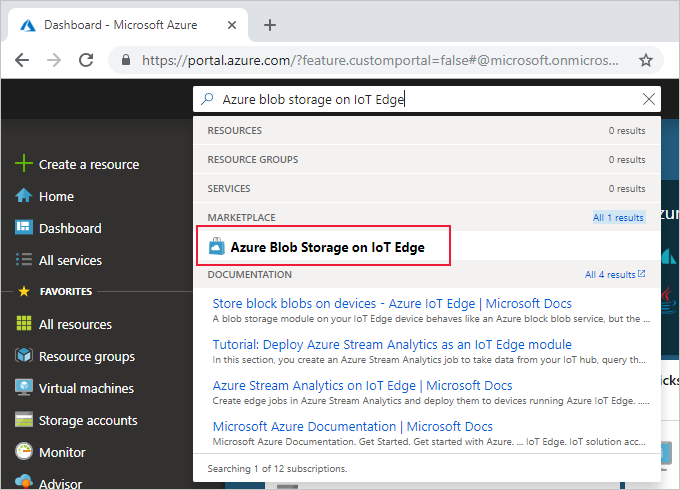 Dashboard - Microsoft Azure
https://portal.azure.com/?feature.customportal=false#@microsoft.onmicros...
Azure blob storage on IoT Edge
RESOURCES 0 results
RESOURCE GROUPS 0 results
SERVICES 0 results
MARKETPLACE All 1 results
Azure Blob Storage on IoT Edge
DOCUMENTATION All 4 results
Store block blobs on devices - Azure IoT Edge | Microsoft Docs
A blob storage module on your IoT Edge device behaves like an Azure block blob service, but the ...
Tutorial: Deploy Azure Stream Analytics as an IoT Edge module
In this section, you create an Azure Stream Analytics job to take data from your IoT hub, query th...
Azure Stream Analytics on IoT Edge | Microsoft Docs
Create edge jobs in Azure Stream Analytics and deploy them to devices running Azure IoT Edge. .....
Microsoft Azure Documentation | Microsoft Docs
Microsoft Azure Documentation. Get Started. Get started with Azure. ... IoT Edge. IoT solution acc...
Searching 1 of 12 subscriptions.
Create a resource
Home
Dashboard
All services
FAVORITES
All resources
Resource groups
Virtual machines
Storage accounts
Monitor
Advisor